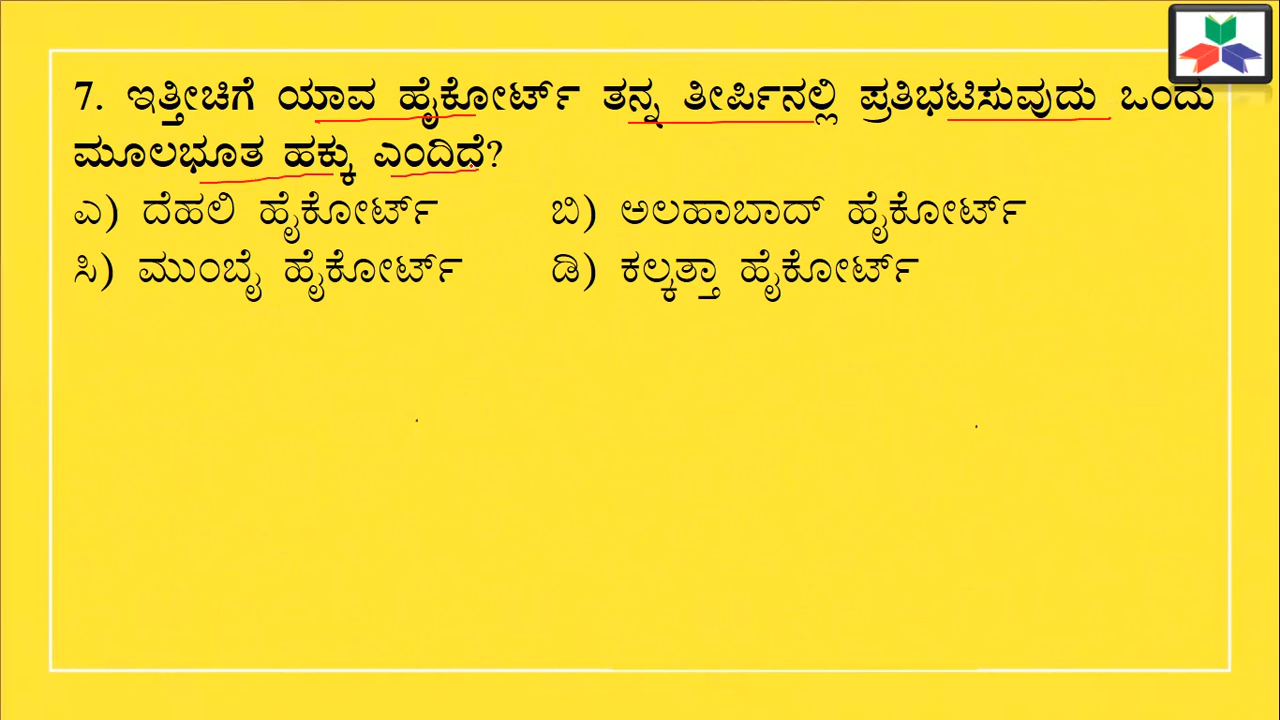 7. ಇತ್ತೀಚಿಗೆ ಯಾವ ಹೈಕೋರ್ಟ್ ತನ್ನ ತೀರ್ಪಿನಲ್ಲಿ ಪ್ರತಿಭಟಿಸುವುದು ಒಂದು
ಮೂಲಭೂತ ಹಕ್ಕು ಎಂದಿದೆ?
ಎ) ದೆಹಲಿ ಹೈಕೋರ್ಟ್ ಬಿ) ಅಲಹಾಬಾದ್ ಹೈಕೋರ್ಟ್
ಸಿ) ಮುಂಬೈ ಹೈಕೋರ್ಟ್ ಡಿ) ಕಲ್ಕತ್ತಾ ಹೈಕೋರ್ಟ್